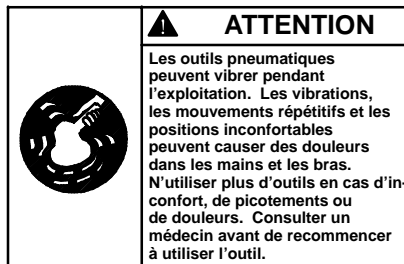 ATTENTION
Les outils pneumatiques
peuvent vibrer pendant
l'exploitation. Les vibrations,
les mouvements répétitifs et les
positions inconfortables
peuvent causer des douleurs
dans les mains et les bras.
N'utiliser plus d'outils en cas d'in-
confort, de picotements ou
de douleurs. Consulter un
médecin avant de recommencer
à utiliser l'outil.